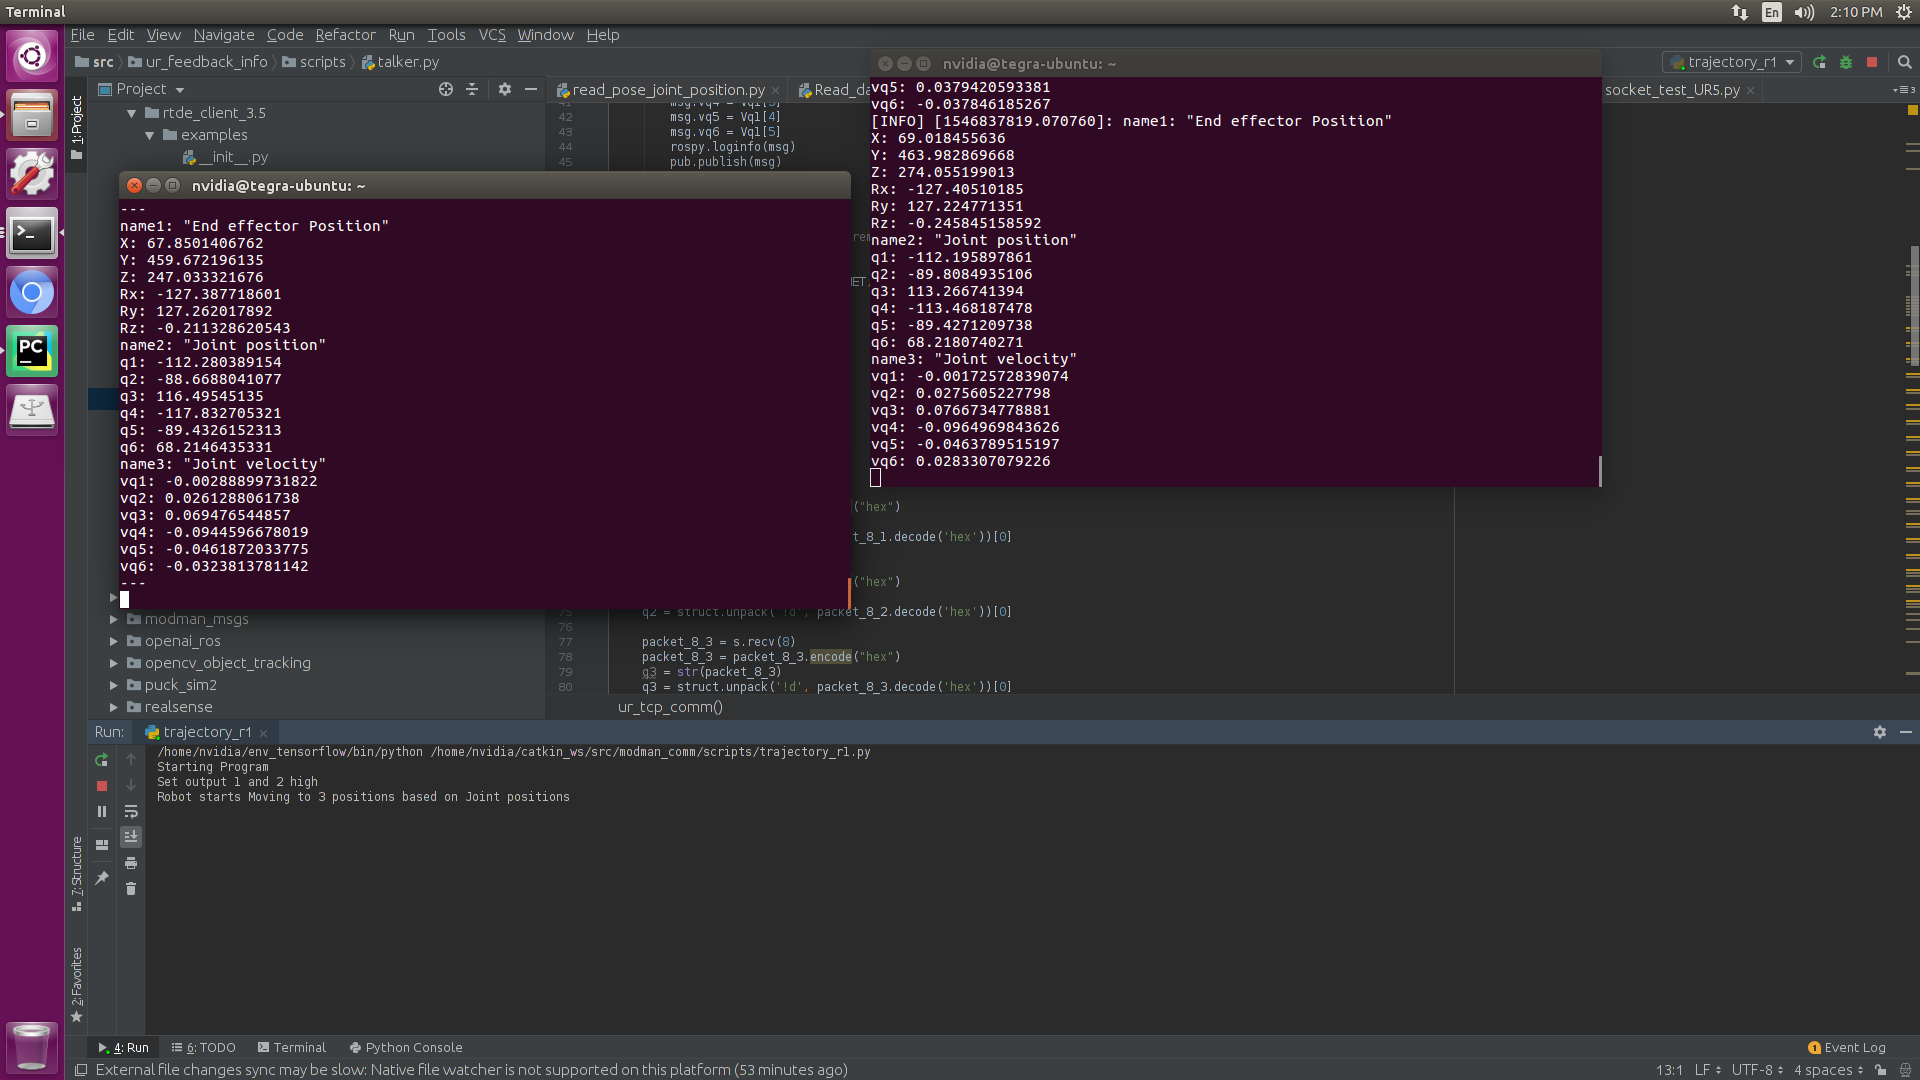 Terminal
En
2:10 PM
File Edit View Navigate Code Refactor Run Tools VCS Window Help
src
ur_feedback_info
scripts
talker.py
trajectory_r1
Project
read_pose_joint_position.py
socket_test_UR5.py
3
1: Project
rtde_client_3.5
examples
__init__.py
42 msg.vq5 = Vql[4]
43 msg.vq6 = Vql[5]
44 rospy.loginfo(msg)
45 pub.publish(msg)
nvidia@tegra-ubuntu: ~
---
name1: "End effector Position"
X: 67.8501406762
Y: 459.672196135
Z: 247.033321676
Rx: -127.387718601
Ry: 127.262017892
Rz: -0.211328620543
name2: "Joint position"
q1: -112.280389154
q2: -88.6688041077
q3: 116.49545135
q4: -117.832705321
q5: -89.4326152313
q6: 68.2146435331
name3: "Joint velocity"
vq1: -0.00288899731822
vq2: 0.0261288061738
vq3: 0.069476544857
vq4: -0.0944596678019
vq5: -0.0461872033775
vq6: -0.0323813781142
---
nvidia@tegra-ubuntu: ~
vq5: 0.0379420593381
vq6: -0.037846185267
[INFO] [1546837819.070760]: name1: "End effector Position"
X: 69.018455636
Y: 463.982869668
Z: 274.055199013
Rx: -127.40510185
Ry: 127.224771351
Rz: -0.245845158592
name2: "Joint position"
q1: -112.195897861
q2: -89.8084935106
q3: 113.266741394
q4: -113.468187478
q5: -89.4271209738
q6: 68.2180740271
name3: "Joint velocity"
vq1: -0.00172572839074
vq2: 0.0275605227798
vq3: 0.0766734778881
vq4: -0.0964969843626
vq5: -0.0463789515197
vq6: 0.0283307079226
("hex")
t_8_1.decode('hex'))[0]
("hex")
75 q2 = struct.unpack('!d', packet_8_2.decode('hex'))[0]
76
77 packet_8_3 = s.recv(8)
78 packet_8_3 = packet_8_3.encode("hex")
79 q3 = str(packet_8_3)
80 q3 = struct.unpack('!d', packet_8_3.decode('hex'))[0]
ur_tcp_comm()
modman_msgs
openai_ros
opencv_object_tracking
puck_sim2
realsense
Run:
trajectory_r1
/home/nvidia/env_tensorflow/bin/python /home/nvidia/catkin_ws/src/modman_comm/scripts/trajectory_r1.py
Starting Program
Set output 1 and 2 high
Robot starts Moving to 3 positions based on Joint positions
7: Structure
2: Favorites
4: Run
6: TODO
Terminal
Python Console
1 Event Log
External file changes sync may be slow: Native file watcher is not supported on this platform (53 minutes ago)
13:1 LF UTF-8 4 spaces